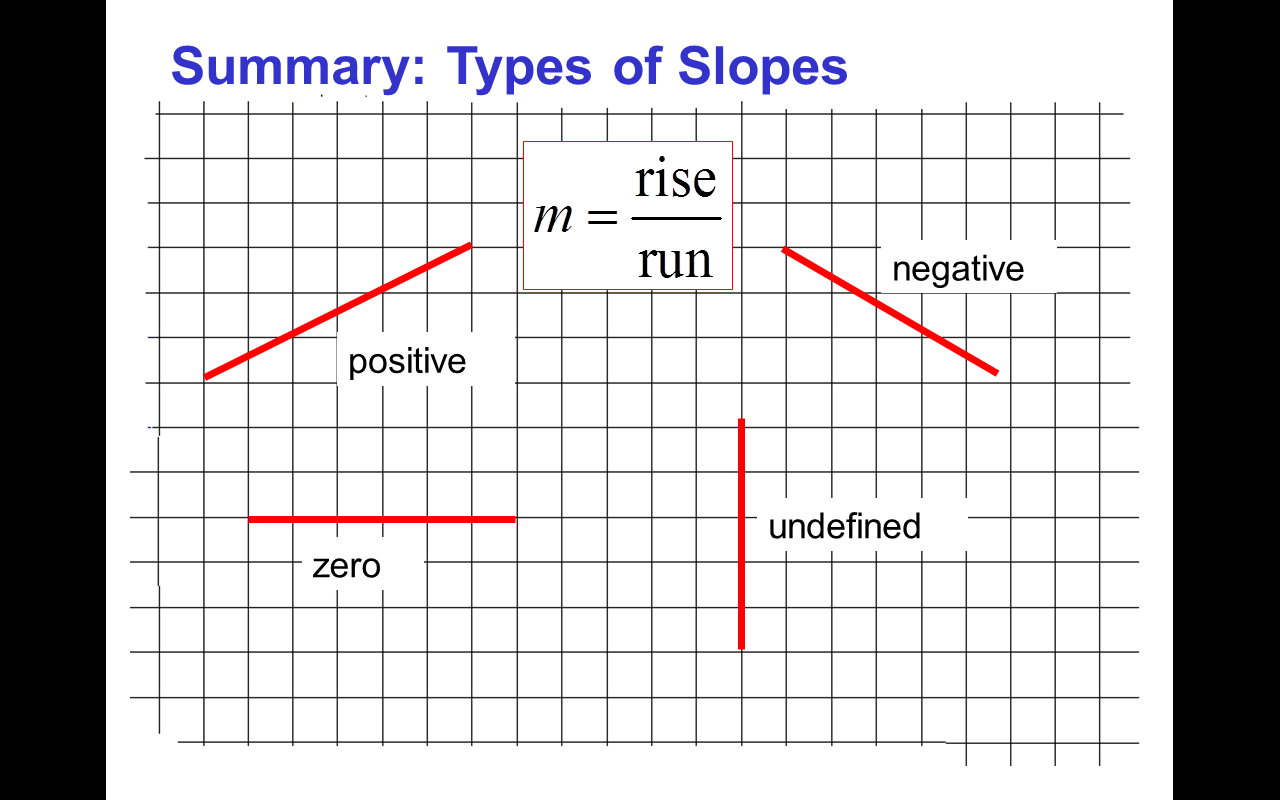 Summary: Types of Slopes
m = rise/run
negative
positive
undefined
zero